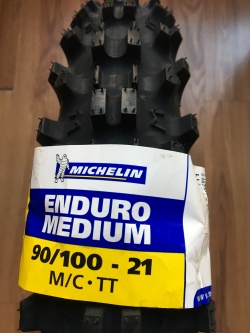 MICHELIN
ENDURO
MEDIUM
90/100 - 21
M/C · TT